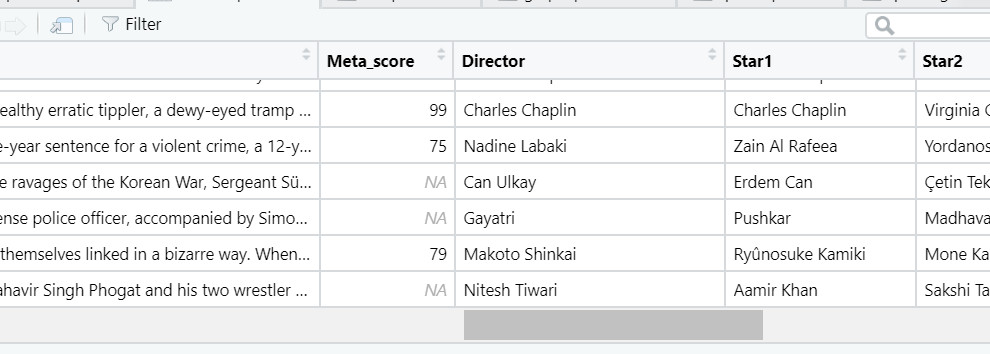 Filter
Meta_score Director Star1 Star2
ealthy erratic tippler, a dewy-eyed tramp ... 99 Charles Chaplin Charles Chaplin Virginia
-year sentence for a violent crime, a 12-y... 75 Nadine Labaki Zain Al Rafeea Yordanos
e ravages of the Korean War, Sergeant Sü... NA Can Ulkay Erdem Can Çetin Tek
ense police officer, accompanied by Simo... NA Gayatri Pushkar Madhava
themselves linked in a bizarre way. When... 79 Makoto Shinkai Ryûnosuke Kamiki Mone Ka
ahavir Singh Phogat and his two wrestler ... NA Nitesh Tiwari Aamir Khan Sakshi Ta